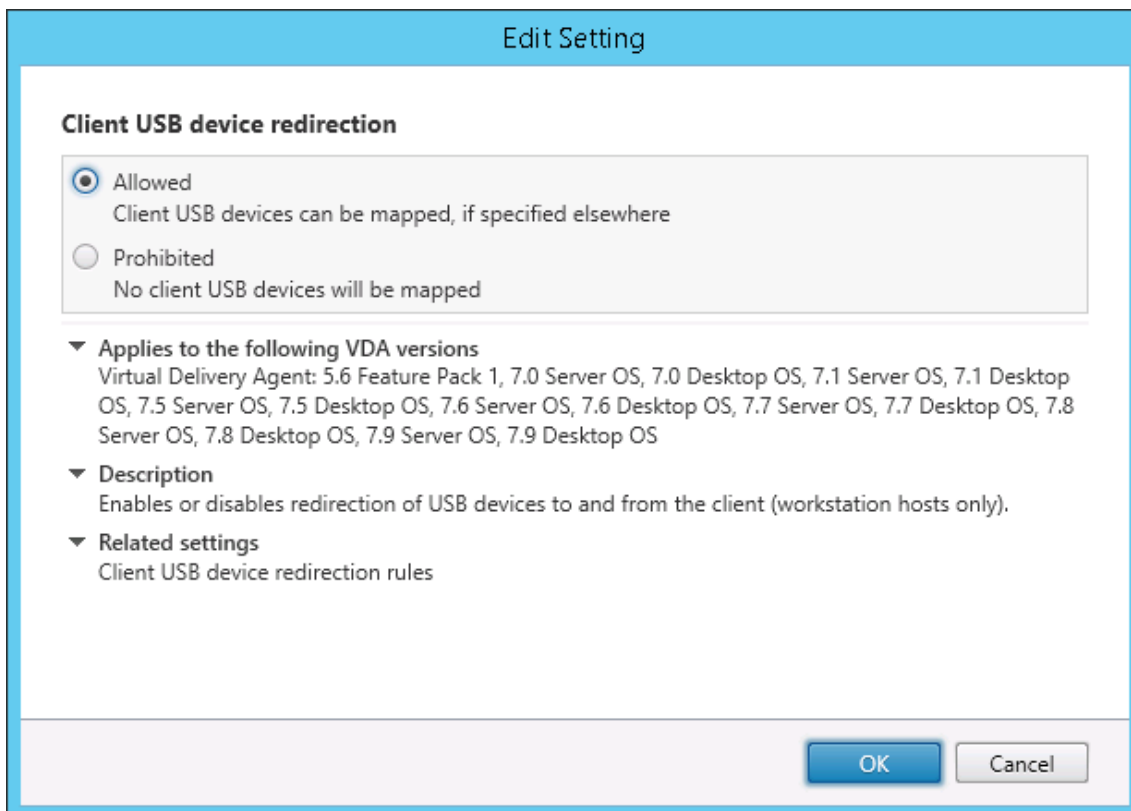 Edit Setting
Client USB device redirection
Allowed
Client USB devices can be mapped, if specified elsewhere
Prohibited
No client USB devices will be mapped
Applies to the following VDA versions
Virtual Delivery Agent: 5.6 Feature Pack 1, 7.0 Server OS, 7.0 Desktop OS, 7.1 Server OS, 7.1 Desktop
OS, 7.5 Server OS, 7.5 Desktop OS, 7.6 Server OS, 7.6 Desktop OS, 7.7 Server OS, 7.7 Desktop OS, 7.8
Server OS, 7.8 Desktop OS, 7.9 Server OS, 7.9 Desktop OS
Description
Enables or disables redirection of USB devices to and from the client (workstation hosts only).
Related settings
Client USB device redirection rules
OK Cancel